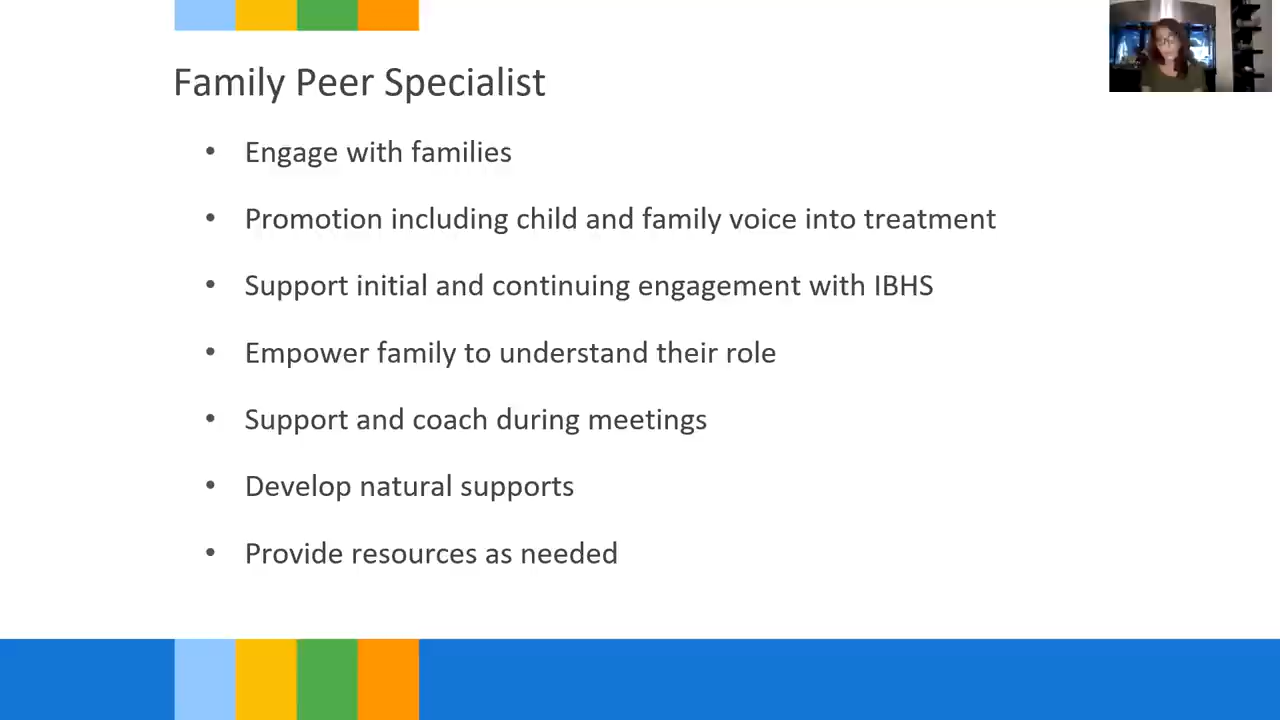 Family Peer Specialist
• Engage with families
• Promotion including child and family voice into treatment
• Support initial and continuing engagement with IBHS
• Empower family to understand their role
• Support and coach during meetings
• Develop natural supports
• Provide resources as needed